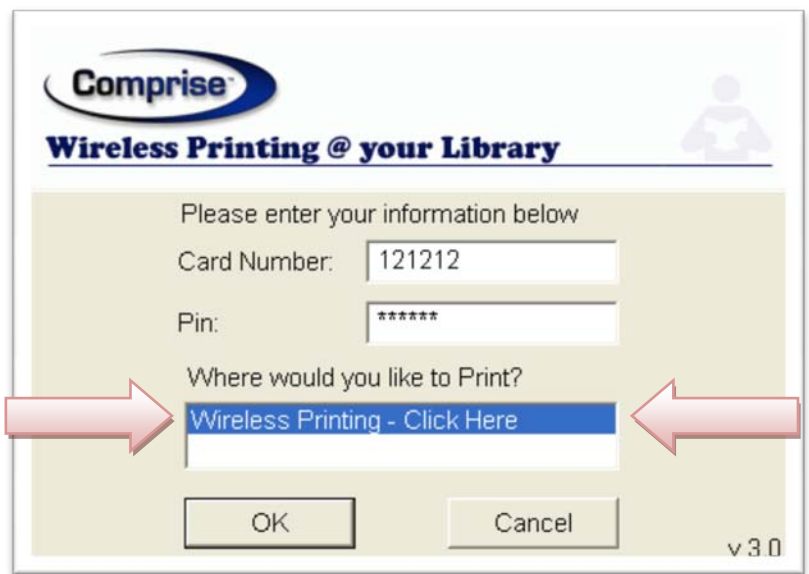 Comprise
Wireless Printing @ your Library
Please enter your information below
Card Number: 121212
Pin: ******
Where would you like to Print?
Wireless Printing - Click Here
OK Cancel
v 3.0